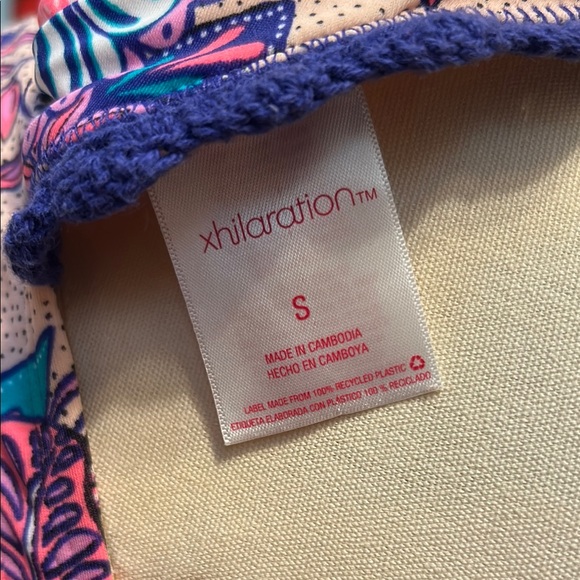 xhilaration™
S
MADE IN CAMBODIA
HECHO EN CAMBOYA
LABEL MADE FROM 100% RECYCLED PLASTIC
ETIQUETA ELABORADA CON PLÁSTICO 100 % RECICLADO